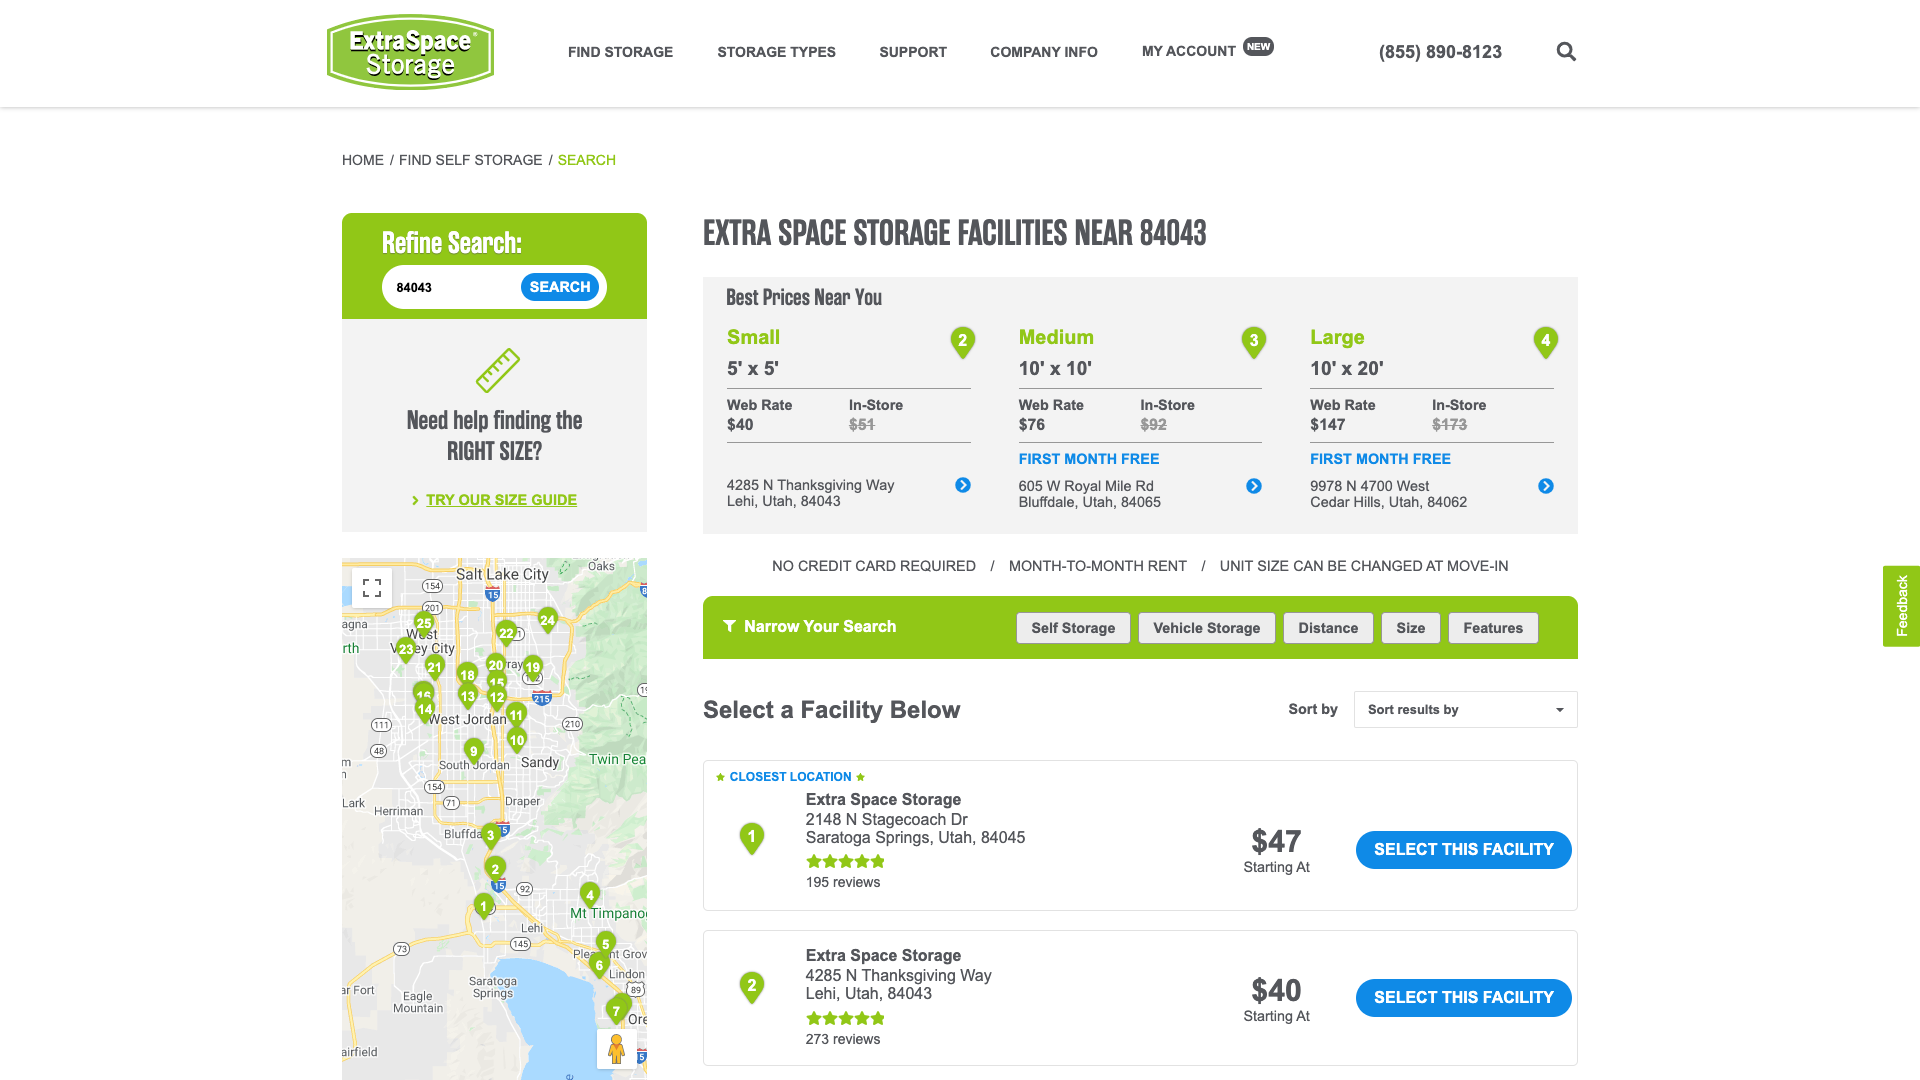 ExtraSpace
Storage
FIND STORAGE
STORAGE TYPES
SUPPORT
COMPANY INFO
MY ACCOUNT NEW
(855) 890-8123
HOME / FIND SELF STORAGE / SEARCH
Refine Search:
84043
SEARCH
Need help finding the
RIGHT SIZE?
TRY OUR SIZE GUIDE
EXTRA SPACE STORAGE FACILITIES NEAR 84043
Best Prices Near You
Small
2
5' x 5'
Web Rate
In-Store
$40
$51
4285 N Thanksgiving Way
Lehi, Utah, 84043
Medium
3
10' x 10'
Web Rate
In-Store
$76
$92
FIRST MONTH FREE
605 W Royal Mile Rd
Bluffdale, Utah, 84065
Large
4
10' x 20'
Web Rate
In-Store
$147
$173
FIRST MONTH FREE
9978 N 4700 West
Cedar Hills, Utah, 84062
NO CREDIT CARD REQUIRED / MONTH-TO-MONTH RENT / UNIT SIZE CAN BE CHANGED AT MOVE-IN
Narrow Your Search
Self Storage
Vehicle Storage
Distance
Size
Features
Select a Facility Below
Sort by
Sort results by
CLOSEST LOCATION
1
Extra Space Storage
2148 N Stagecoach Dr
Saratoga Springs, Utah, 84045
195 reviews
$47
Starting At
SELECT THIS FACILITY
2
Extra Space Storage
4285 N Thanksgiving Way
Lehi, Utah, 84043
273 reviews
$40
Starting At
SELECT THIS FACILITY
Feedback
Oaks
Salt Lake City
154
15
201
25
24
agna
22
West
Valley City
rth
23
21
20
19
18
15
16
13
12
215
14
11
West Jordan
111
210
10
48
9
South Jordan
Sandy
Twin Pea
154
Lark
71
Draper
Herriman
Bluffda
3
15
2
15
92
4
1
Mt Timpano
Lehi
73
145
5
6
Lindon
Saratoga
Springs
89
ar Fort
Eagle
Mountain
7
Ore
airfield
15